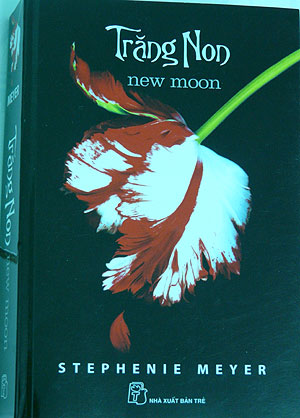 Trăng Non
new moon
STEPHENIE MEYER
NHÀ XUẤT BẢN TRẺ
MEYER
Trăng Non
new moon